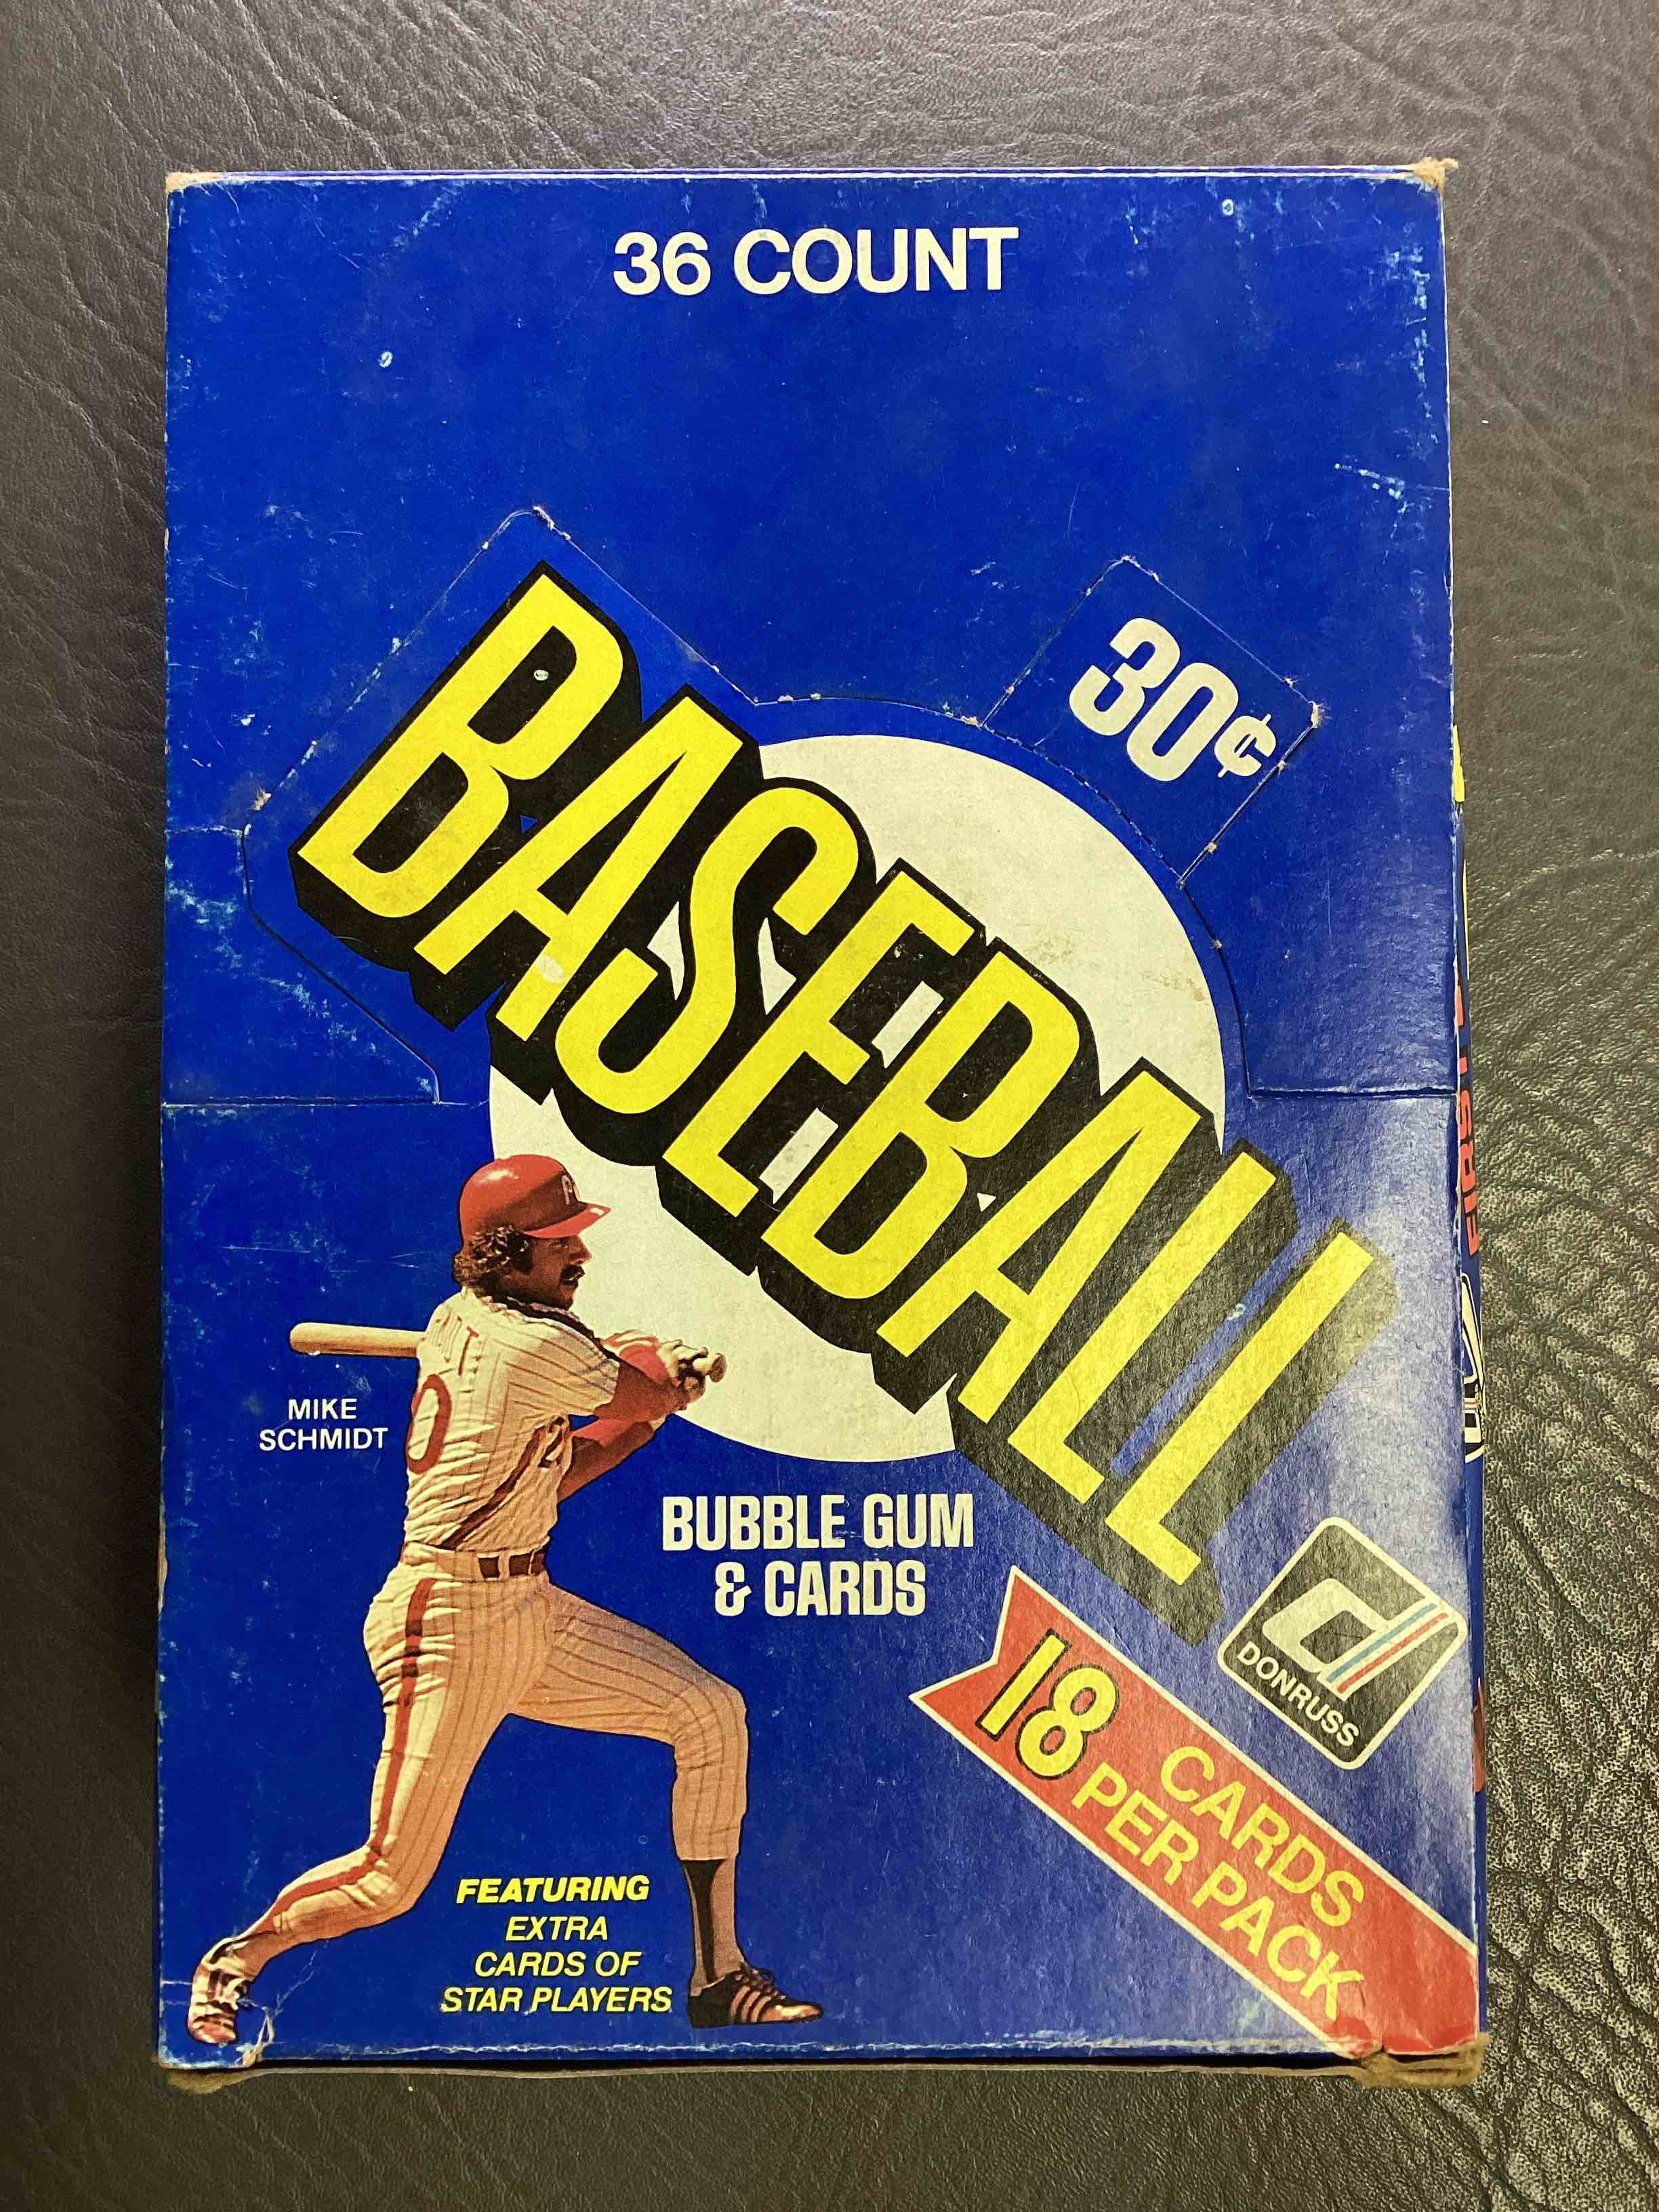 36 COUNT
30¢
BASEBALL
MIKE
SCHMIDT
BUBBLE GUM
& CARDS
DONRUSS
18 CARDS
PER PACK
FEATURING
EXTRA
CARDS OF
STAR PLAYERS
20